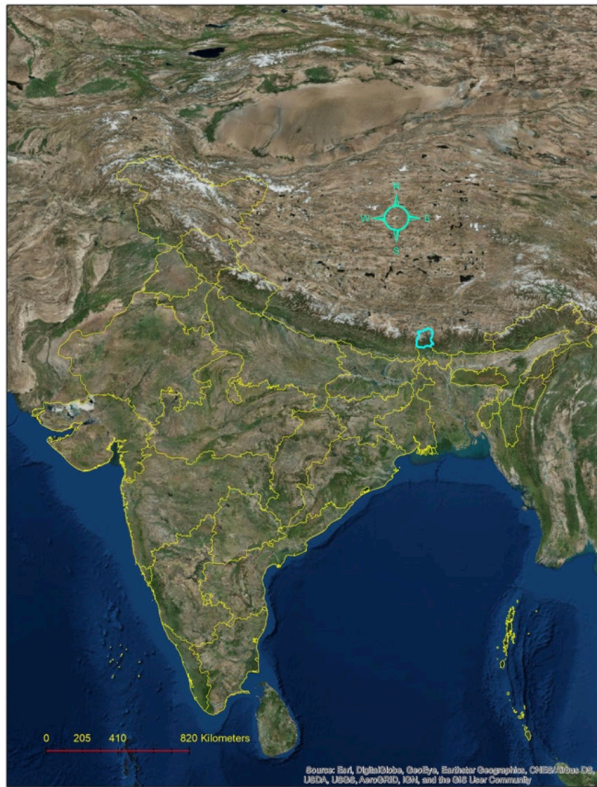 N
W E
S
0 205 410 820 Kilometers
Source: Esri, DigitalGlobe, GeoEye, Earthstar Geographics, CNES/Airbus DS,
USDA, USGS, AeroGRID, IGN, and the GIS User Community